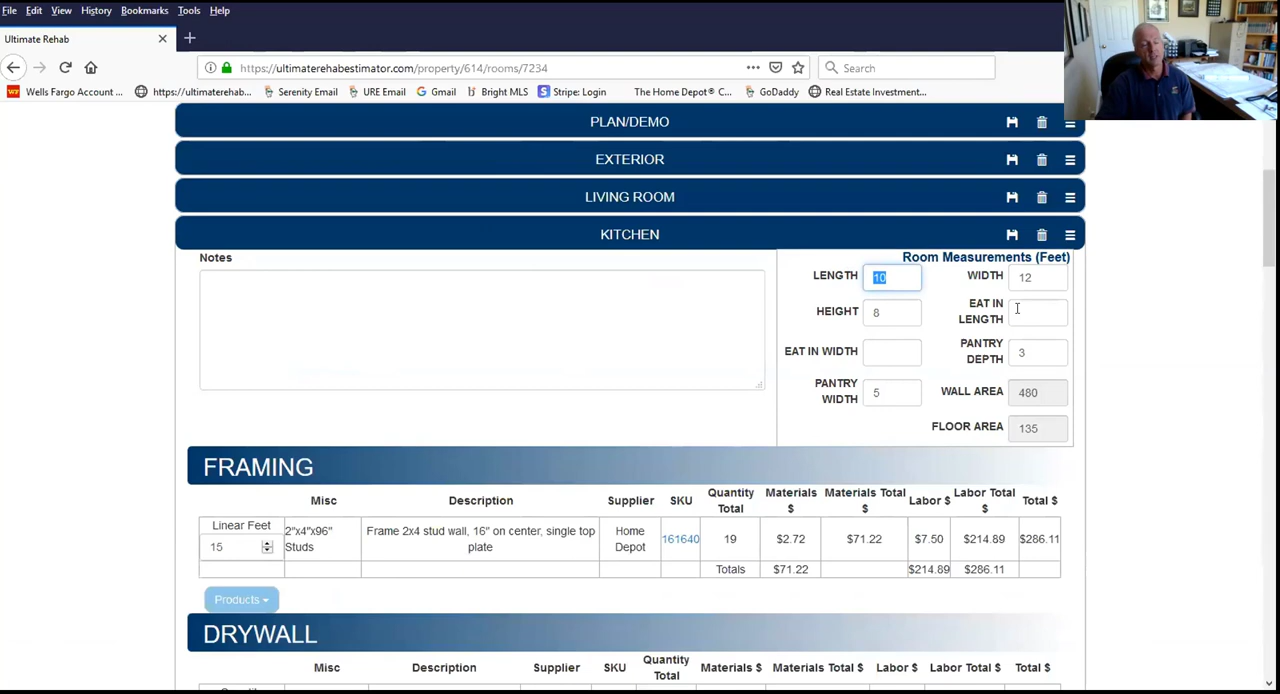 File Edit View History Bookmarks Tools Help
Ultimate Rehab
https://ultimaterehabestimator.com/property/614/rooms/7234
Search
Wells Fargo Account ... https://ultimaterehab... Serenity Email URE Email Gmail Bright MLS Stripe: Login The Home Depot® C... GoDaddy Real Estate Investment...
PLAN/DEMO
EXTERIOR
LIVING ROOM
KITCHEN
Notes
Room Measurements (Feet)
LENGTH 10 WIDTH 12
HEIGHT 8 EAT IN LENGTH
EAT IN WIDTH PANTRY DEPTH 3
PANTRY WIDTH 5 WALL AREA 480
FLOOR AREA 135
FRAMING
Misc Description Supplier SKU Quantity Total Materials $ Materials Total $ Labor $ Labor Total $ Total $
Linear Feet 15 2"x4"x96" Studs Frame 2x4 stud wall, 16" on center, single top plate Home Depot 161640 19 $2.72 $71.22 $7.50 $214.89 $286.11
Totals $71.22 $214.89 $286.11
Products
DRYWALL
Misc Description Supplier SKU Quantity Total Materials $ Materials Total $ Labor $ Labor Total $ Total $